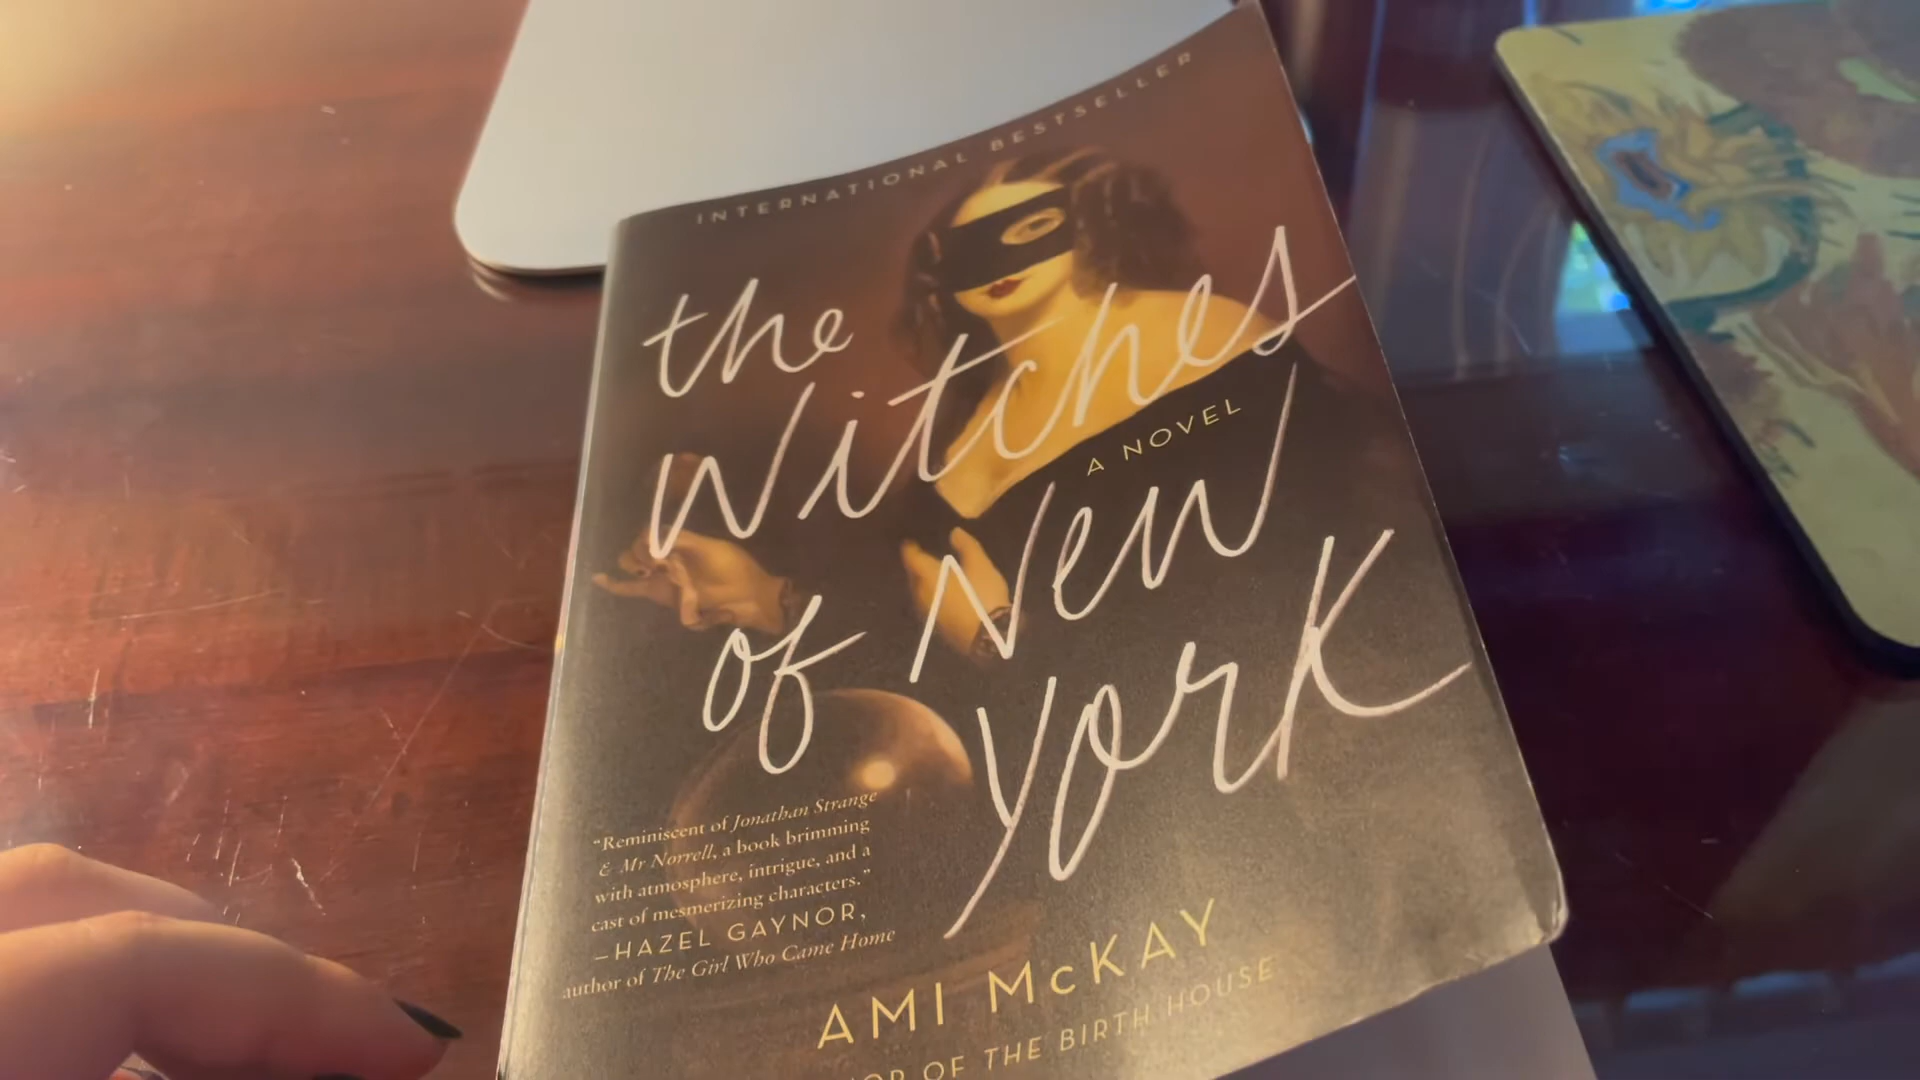 INTERNATIONAL BESTSELLER
the
Witches
A NOVEL
of New
York
"Reminiscent of Jonathan Strange
& Mr Norrell, a book brimming
with atmosphere, intrigue, and a
cast of mesmerizing characters."
—HAZEL GAYNOR,
author of The Girl Who Came Home
AMI McKAY
OF THE BIRTH HOUSE